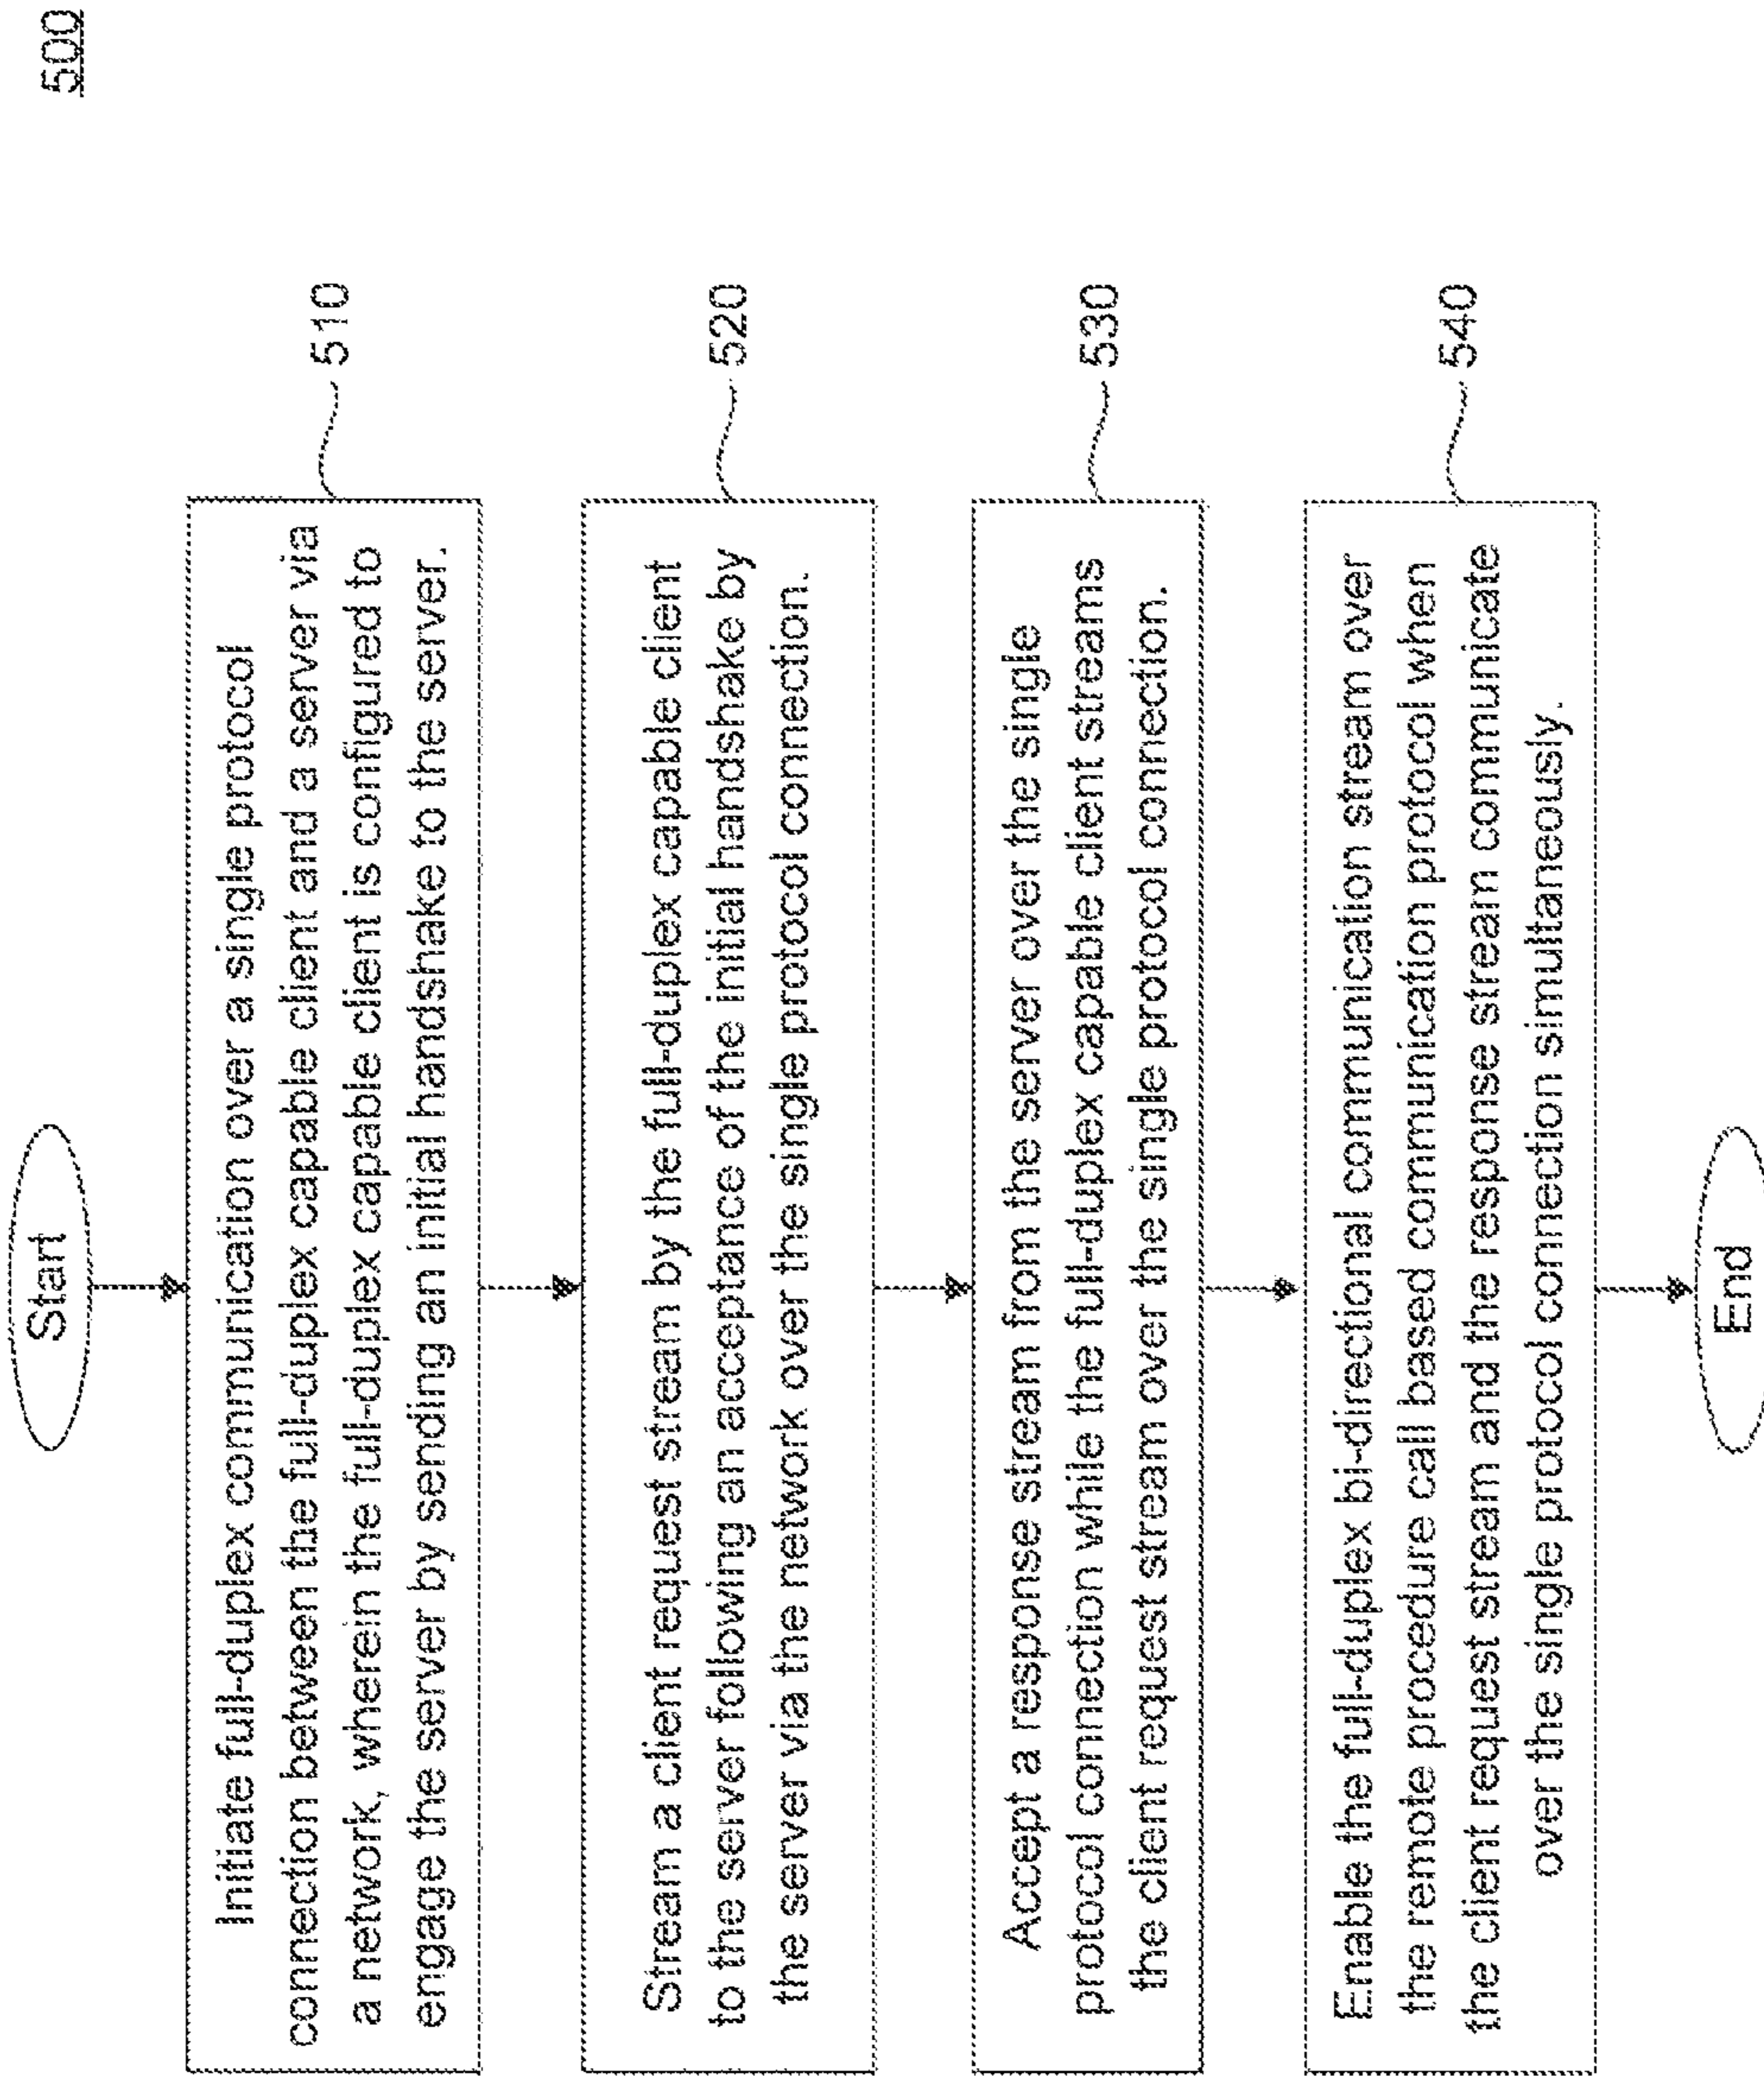 500
Start
Initiate full-duplex communication over a single protocol
connection between the full-duplex capable client and a server via
a network, wherein the full-duplex capable client is configured to
engage the server by sending an initial handshake to the server.
510
Stream a client request stream by the full-duplex capable client
to the server following an acceptance of the initial handshake by
the server via the network over the single protocol connection.
520
Accept a response stream from the server over the single
protocol connection while the full-duplex capable client streams
the client request stream over the single protocol connection.
530
Enable the full-duplex bi-directional communication stream over
the remote procedure call based communication protocol when
the client request stream and the response stream communicate
over the single protocol connection simultaneously.
540
End